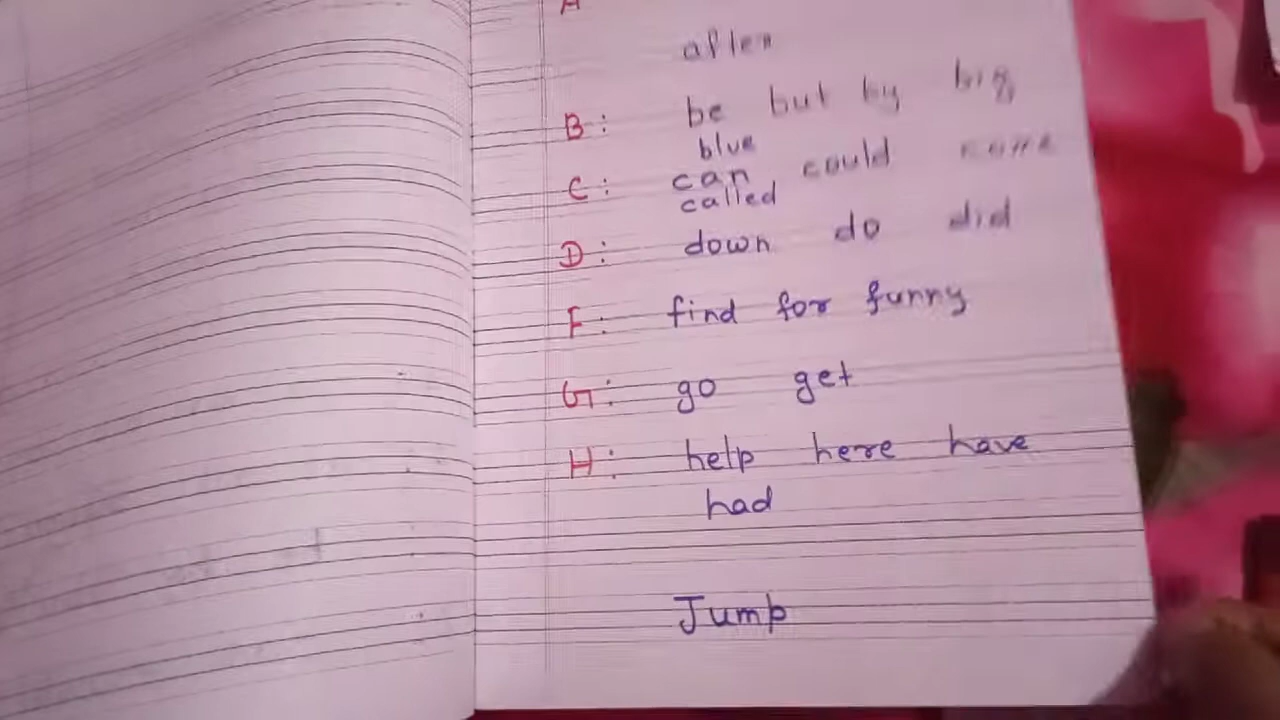 A
after
B: be but by big
blue
C: can could come
called
D: down do did
F: find for funny
G: go get
H: help here have
had
Jump